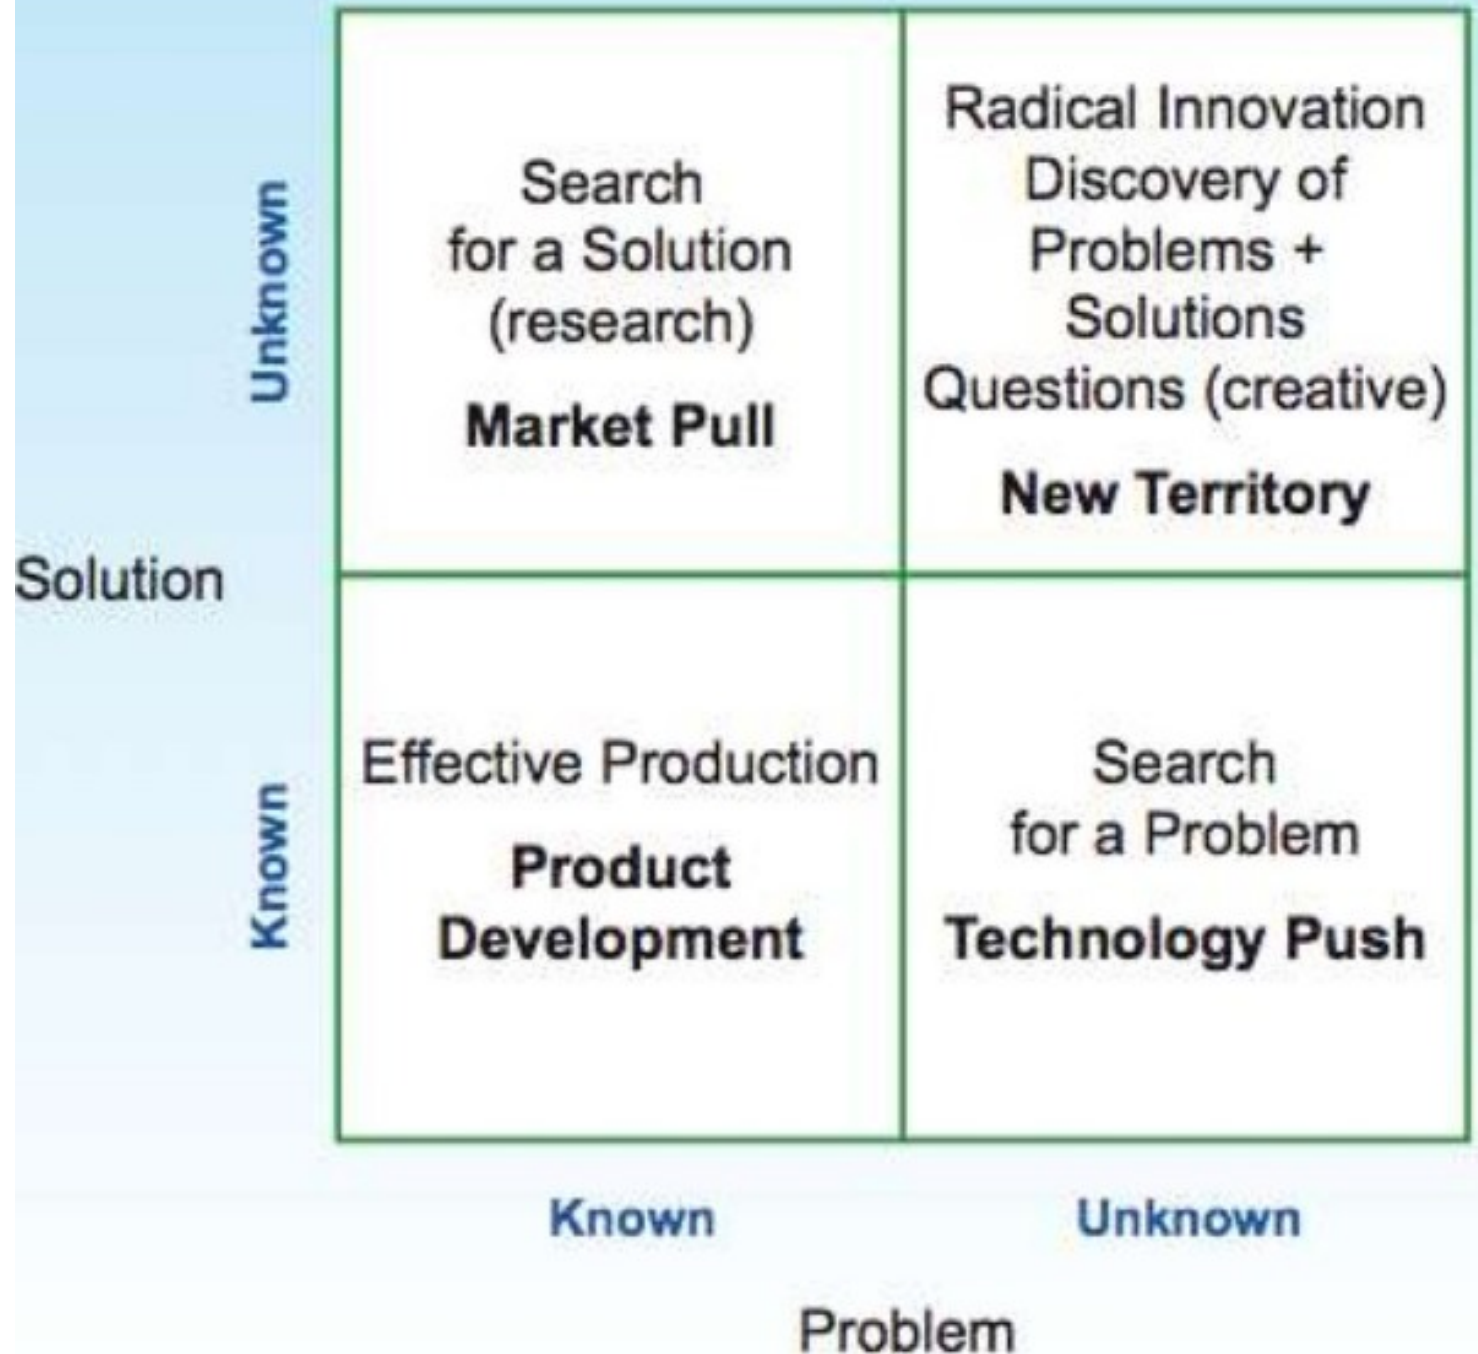 Unknown
Search
for a Solution
(research)
Market Pull
Radical Innovation
Discovery of
Problems +
Solutions
Questions (creative)
New Territory
Solution
Known
Effective Production
Product
Development
Search
for a Problem
Technology Push
Known
Unknown
Problem